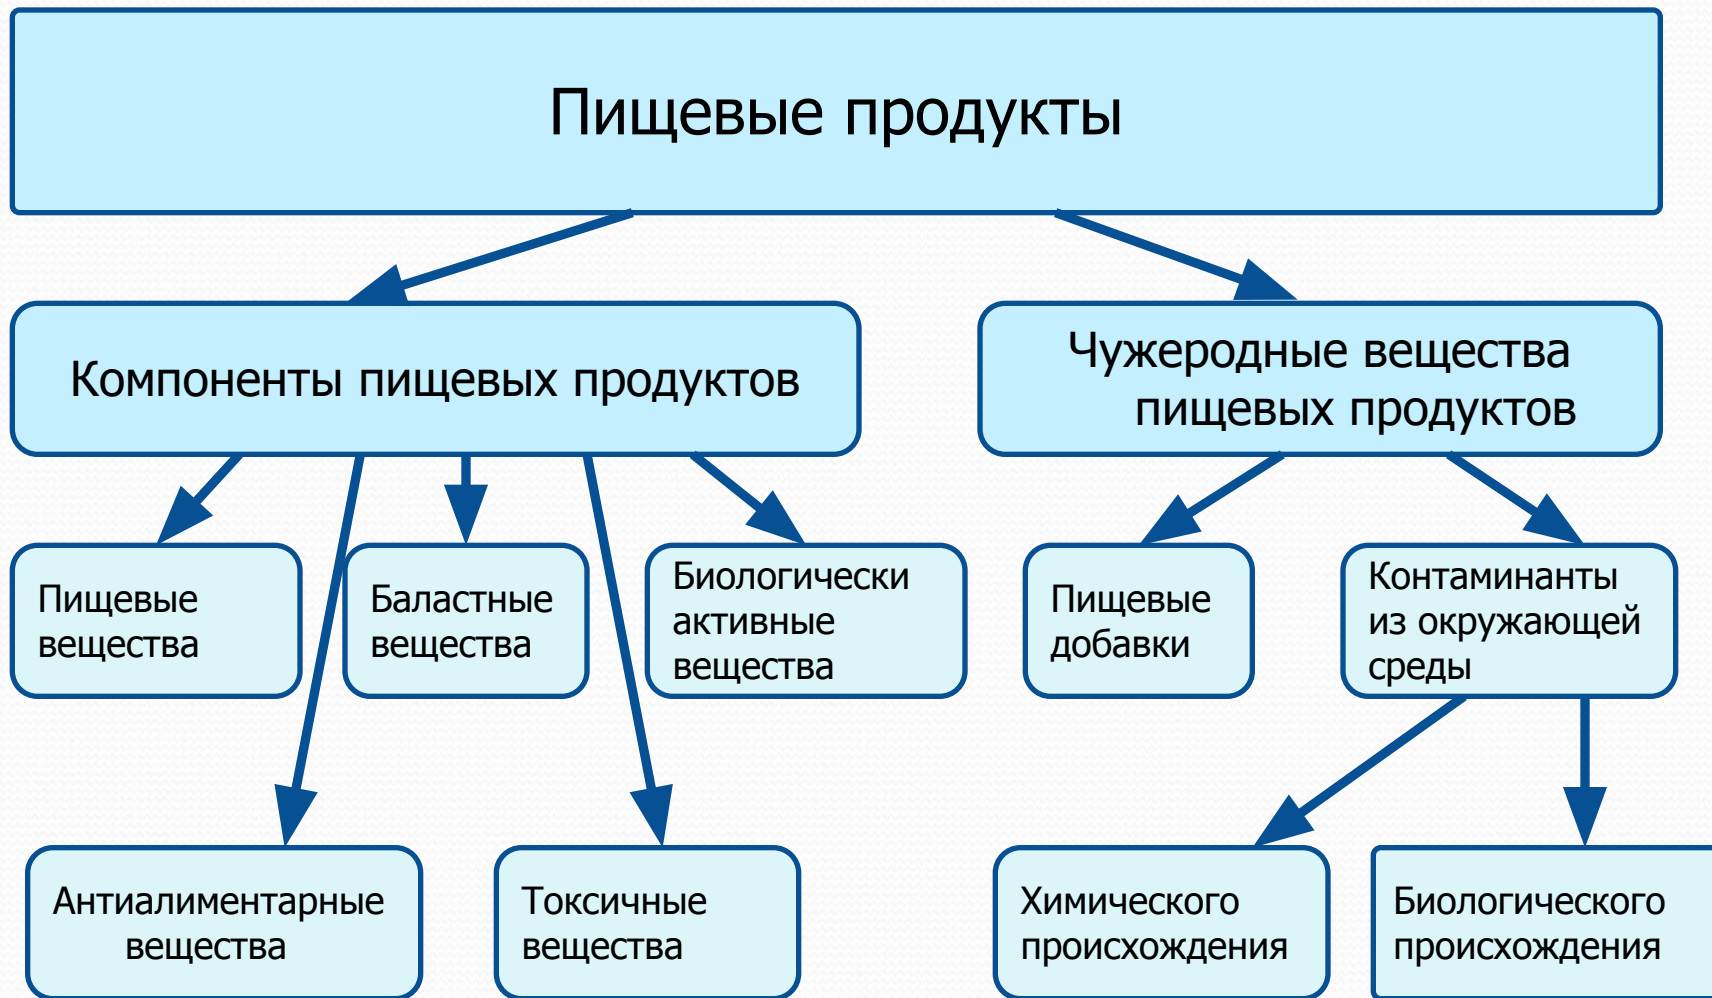 Пищевые продукты
Компоненты пищевых продуктов
Чужеродные вещества
пищевых продуктов
Пищевые
вещества
Баластные
вещества
Биологически
активные
вещества
Пищевые
добавки
Контаминанты
из окружающей
среды
Антиалиментарные
вещества
Токсичные
вещества
Химического
происхождения
Биологического
происхождения